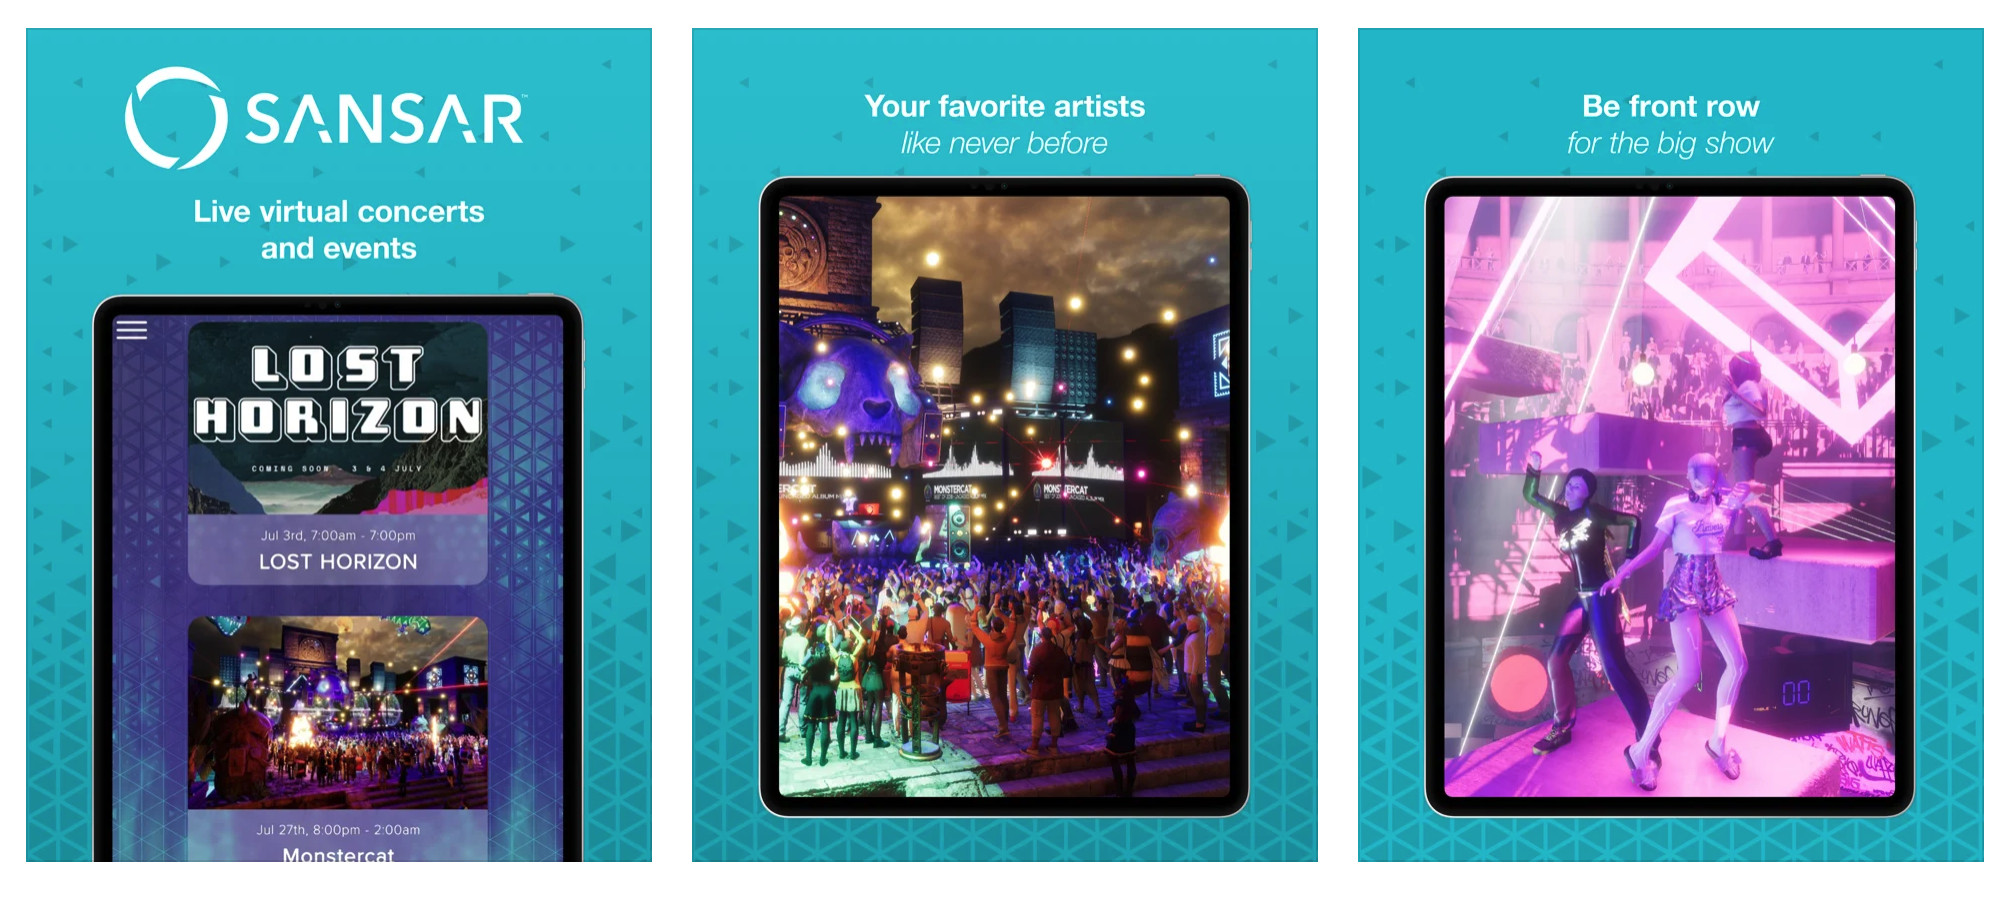 SANSAR™
Live virtual concerts
and events
LOST
HORIZON
COMING SOON - 3 & 4 JULY
Jul 3rd, 7:00am - 7:00pm
LOST HORIZON
Jul 27th, 8:00pm - 2:00am
Monstercat
Your favorite artists
like never before
MONSTERCAT
MONSTERCAT
Be front row
for the big show
00